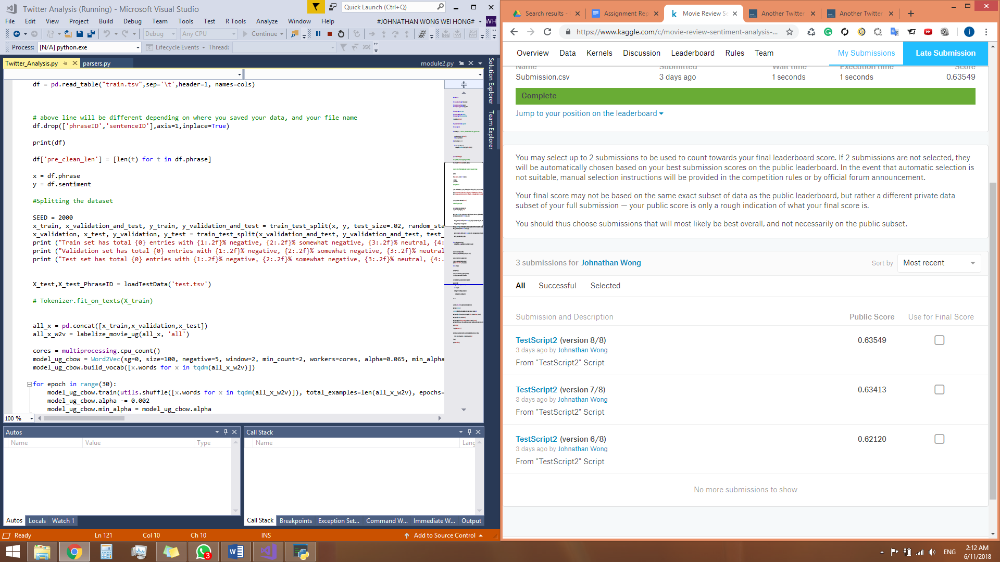 Twitter Analysis (Running) - Microsoft Visual Studio
Quick Launch (Ctrl+Q)
File Edit View Project Build Debug Team Tools Test R Tools Analyze Window Help
#JOHNATHAN WONG WEI HONG# WH
Debug Any CPU Continue
Process: [N/A] python.exe Lifecycle Events Thread:
Twitter_Analysis.py parsers.py module2.py
Solution Explorer
Team Explorer
df = pd.read_table("train.tsv",sep='\t',header=1, names=cols)
# above line will be different depending on where you saved your data, and your file name
df.drop(['phraseID','sentenceID'],axis=1,inplace=True)
print(df)
df['pre_clean_len'] = [len(t) for t in df.phrase]
x = df.phrase
y = df.sentiment
#Splitting the dataset
SEED = 2000
x_train, x_validation_and_test, y_train, y_validation_and_test = train_test_split(x, y, test_size=.02, random_sta
x_validation, x_test, y_validation, y_test = train_test_split(x_validation_and_test, y_validation_and_test, test_
print ("Train set has total {0} entries with {1:.2f}% negative, {2:.2f}% somewhat negative, {3:.2f}% neutral, {4:
print ("Validation set has total {0} entries with {1:.2f}% negative, {2:.2f}% somewhat negative, {3:.2f}% neutral
print ("Test set has total {0} entries with {1:.2f}% negative, {2:.2f}% somewhat negative, {3:.2f}% neutral, {4:.
X_test,X_test_PhraseID = loadTestData('test.tsv')
# Tokenizer.fit_on_texts(X_train)
all_x = pd.concat([x_train,x_validation,x_test])
all_x_w2v = labelize_movie_ug(all_x, 'all')
cores = multiprocessing.cpu_count()
model_ug_cbow = Word2Vec(sg=0, size=100, negative=5, window=2, min_count=2, workers=cores, alpha=0.065, min_alpha
model_ug_cbow.build_vocab([x.words for x in tqdm(all_x_w2v)])
for epoch in range(30):
model_ug_cbow.train(utils.shuffle([x.words for x in tqdm(all_x_w2v)]), total_examples=len(all_x_w2v), epochs=
model_ug_cbow.alpha -= 0.002
model_ug_cbow.min_alpha = model_ug_cbow.alpha
100 %
Autos
Name Value Type
Call Stack
Name Lang
Autos Locals Watch 1
Call Stack Breakpoints Exception Set... Command W... Immediate W... Output
Ready Ln 121 Col 10 Ch 10 INS Add to Source Control
Search results - Assignment Rep Movie Review Se Another Twitter Another Twitter
https://www.kaggle.com/c/movie-review-sentiment-analysis-...
j
Overview Data Kernels Discussion Leaderboard Rules Team My Submissions Late Submission
Name Submitted Wait time Execution time Score
Submission.csv 3 days ago 1 seconds 1 seconds 0.63549
Complete
Jump to your position on the leaderboard
You may select up to 2 submissions to be used to count towards your final leaderboard score. If 2 submissions are not selected, they
will be automatically chosen based on your best submission scores on the public leaderboard. In the event that automatic selection is
not suitable, manual selection instructions will be provided in the competition rules or by official forum announcement.
Your final score may not be based on the same exact subset of data as the public leaderboard, but rather a different private data
subset of your full submission — your public score is only a rough indication of what your final score is.
You should thus choose submissions that will most likely be best overall, and not necessarily on the public subset.
3 submissions for Johnathan Wong
Sort by Most recent
All Successful Selected
Submission and Description Public Score Use for Final Score
TestScript2 (version 8/8) 0.63549
3 days ago by Johnathan Wong
From "TestScript2" Script
TestScript2 (version 7/8) 0.63413
3 days ago by Johnathan Wong
From "TestScript2" Script
TestScript2 (version 6/8) 0.62120
3 days ago by Johnathan Wong
From "TestScript2" Script
No more submissions to show
3
ENG
2:12 AM
6/11/2018